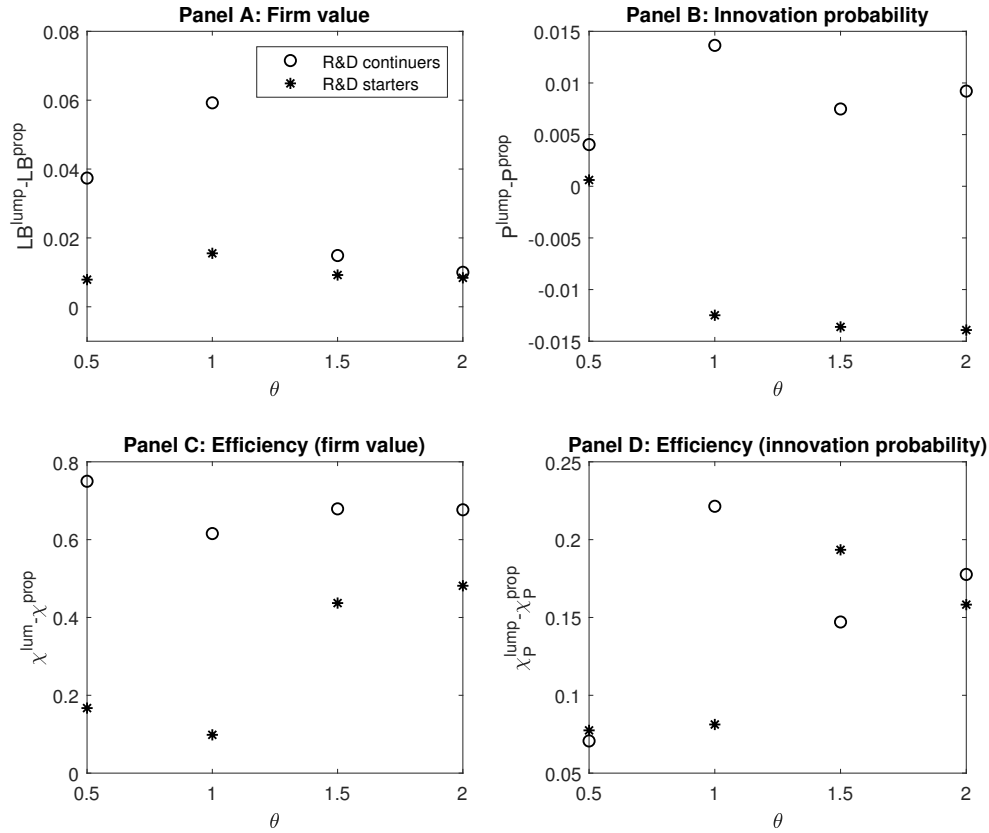 Panel A: Firm value
LB^lump-LB^prop
0.08
0.06
0.04
0.02
0
0.5 1 1.5 2
θ
R&D continuers
R&D starters
Panel B: Innovation probability
P^lump-P^prop
0.015
0.01
0.005
0
-0.005
-0.01
-0.015
0.5 1 1.5 2
θ
Panel C: Efficiency (firm value)
χ^lum-χ^prop
0.8
0.6
0.4
0.2
0
0.5 1 1.5 2
θ
Panel D: Efficiency (innovation probability)
χ_P^lump-χ_P^prop
0.25
0.2
0.15
0.1
0.05
0.5 1 1.5 2
θ